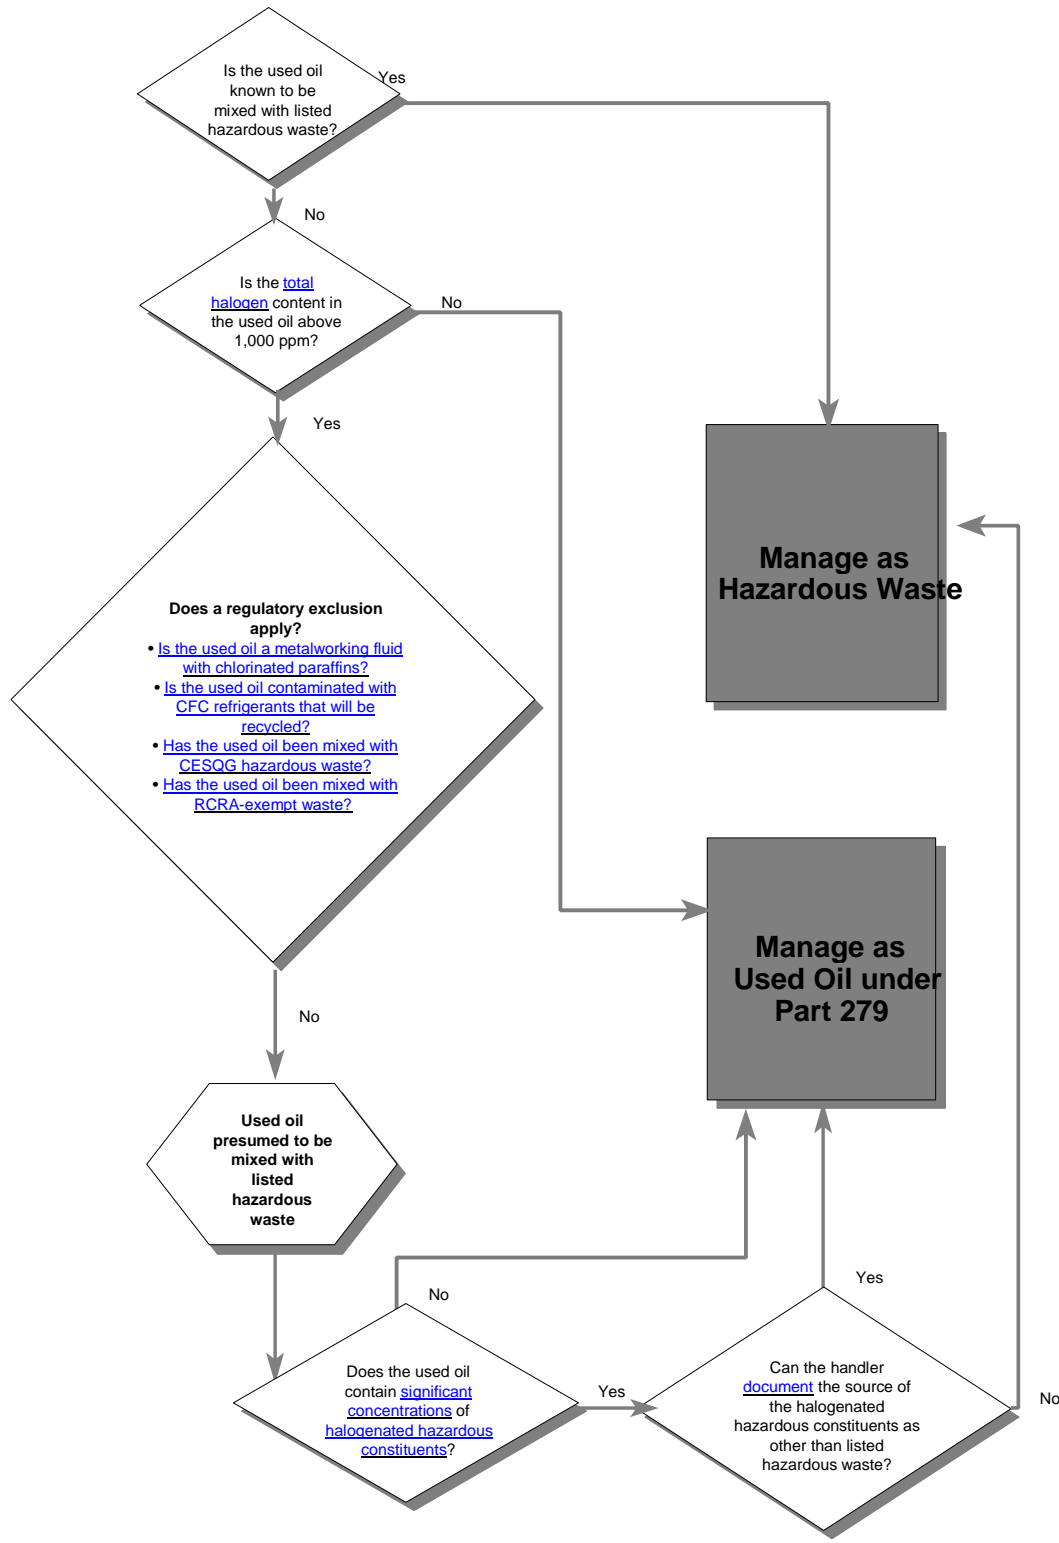 Is the used oil
known to be
mixed with listed
hazardous waste?
Yes
No
Is the total
halogen content in
the used oil above
1,000 ppm?
No
Yes
Manage as
Hazardous Waste
Does a regulatory exclusion
apply?
• Is the used oil a metalworking fluid
with chlorinated paraffins?
• Is the used oil contaminated with
CFC refrigerants that will be
recycled?
• Has the used oil been mixed with
CESQG hazardous waste?
• Has the used oil been mixed with
RCRA-exempt waste?
Manage as
Used Oil under
Part 279
No
Used oil
presumed to be
mixed with
listed
hazardous
waste
No
Yes
Does the used oil
contain significant
concentrations of
halogenated hazardous
constituents?
Yes
Can the handler
document the source of
the halogenated
hazardous constituents as
other than listed
hazardous waste?
No